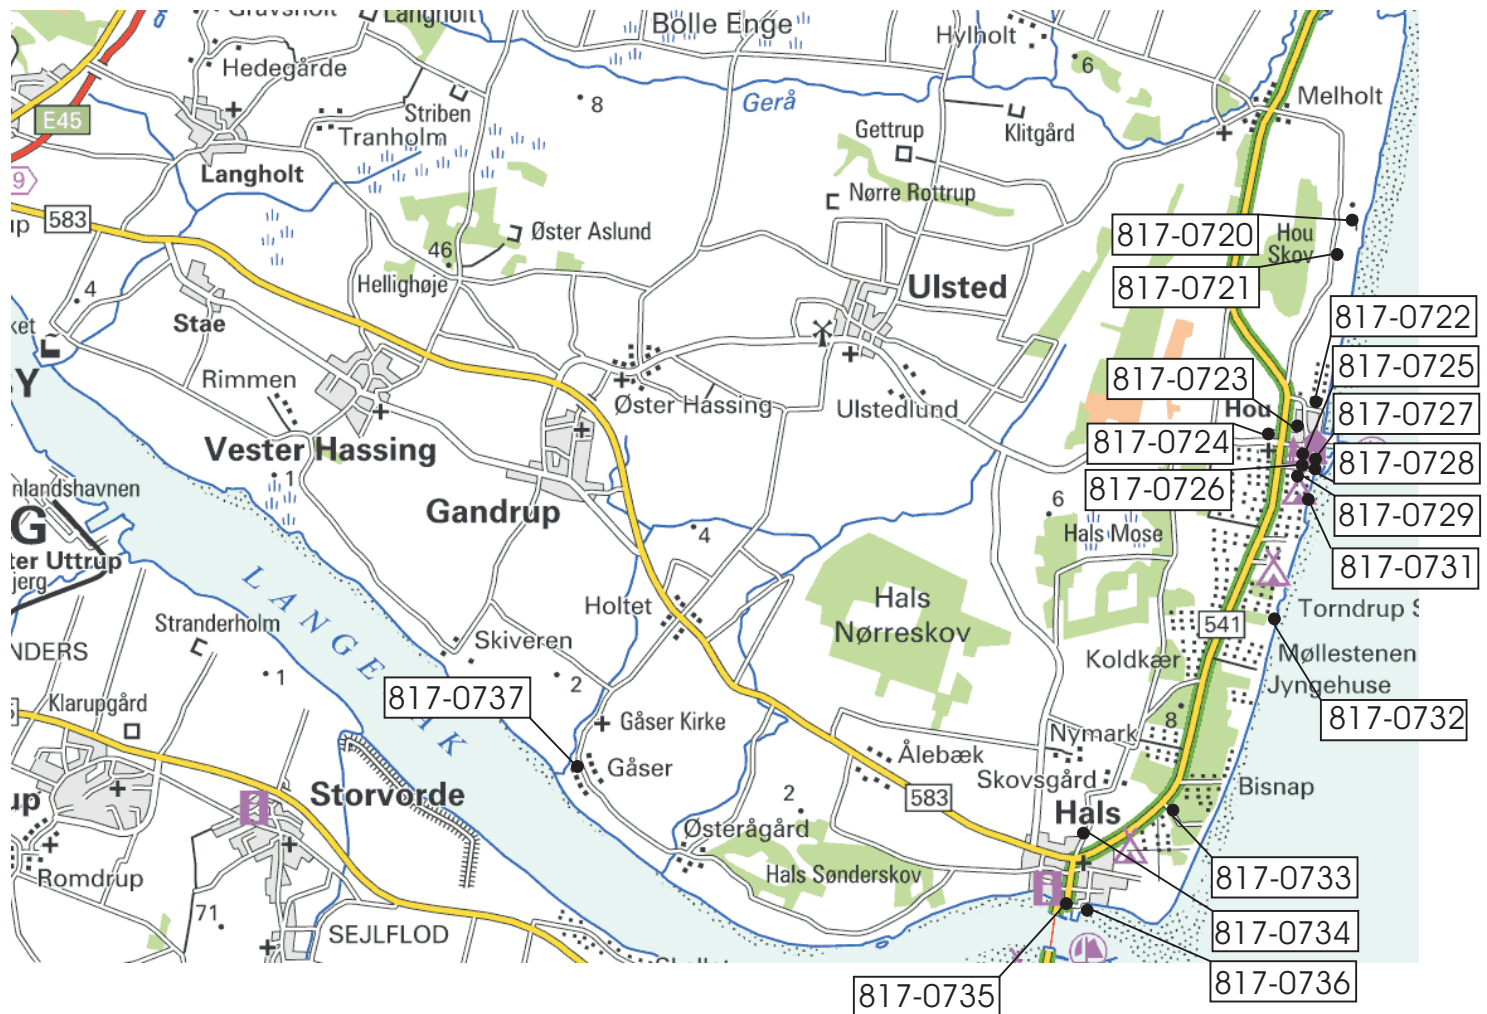 Langholt
Bolle Enge
Hylholt
6
Hedegårde
Melholt
8
Gerå
E45
Striben
Tranholm
Gettrup
Klitgård
9
Langholt
Nørre Rottrup
583
Øster Aslund
817-0720
Hou
Skov
46
Hellighøje
Ulsted
817-0721
4
Stae
817-0722
ket
Y
Rimmen
817-0723
817-0725
Øster Hassing
Ulstedlund
Hou
817-0727
Vester Hassing
817-0724
817-0728
1
nlandshavnen
817-0726
Gandrup
6
817-0729
G
4
Hals Mose
ter Uttrup
jerg
817-0731
LANGERAK
Holtet
Hals
Nørreskov
Torndrup S
Stranderholm
Skiveren
541
NDERS
Koldkær
Møllestenen
1
2
Jyngehuse
817-0737
Klarupgård
Gåser Kirke
8
817-0732
Nymark
Ålebæk
Gåser
Skovsgård
Bisnap
up
Storvorde
2
583
Hals
Østerågård
Romdrup
Hals Sønderskov
817-0733
71
SEJLFLOD
817-0734
817-0735
817-0736